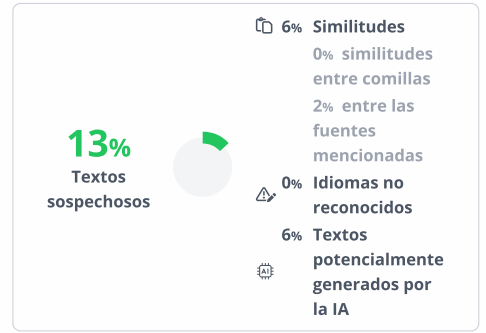 13%
Textos
sospechosos
6% Similitudes
0% similitudes
entre comillas
2% entre las
fuentes
mencionadas
0% Idiomas no
reconocidos
6% Textos
potencialmente
generados por
la IA
AI